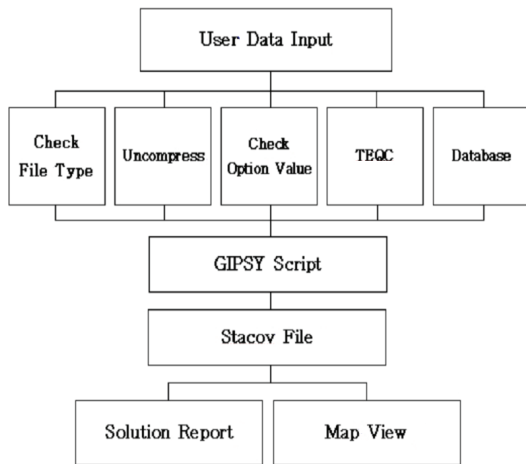 User Data Input
Check
File Type
Uncompress
Check
Option Value
TEQC
Database
GIPSY Script
Stacov File
Solution Report
Map View